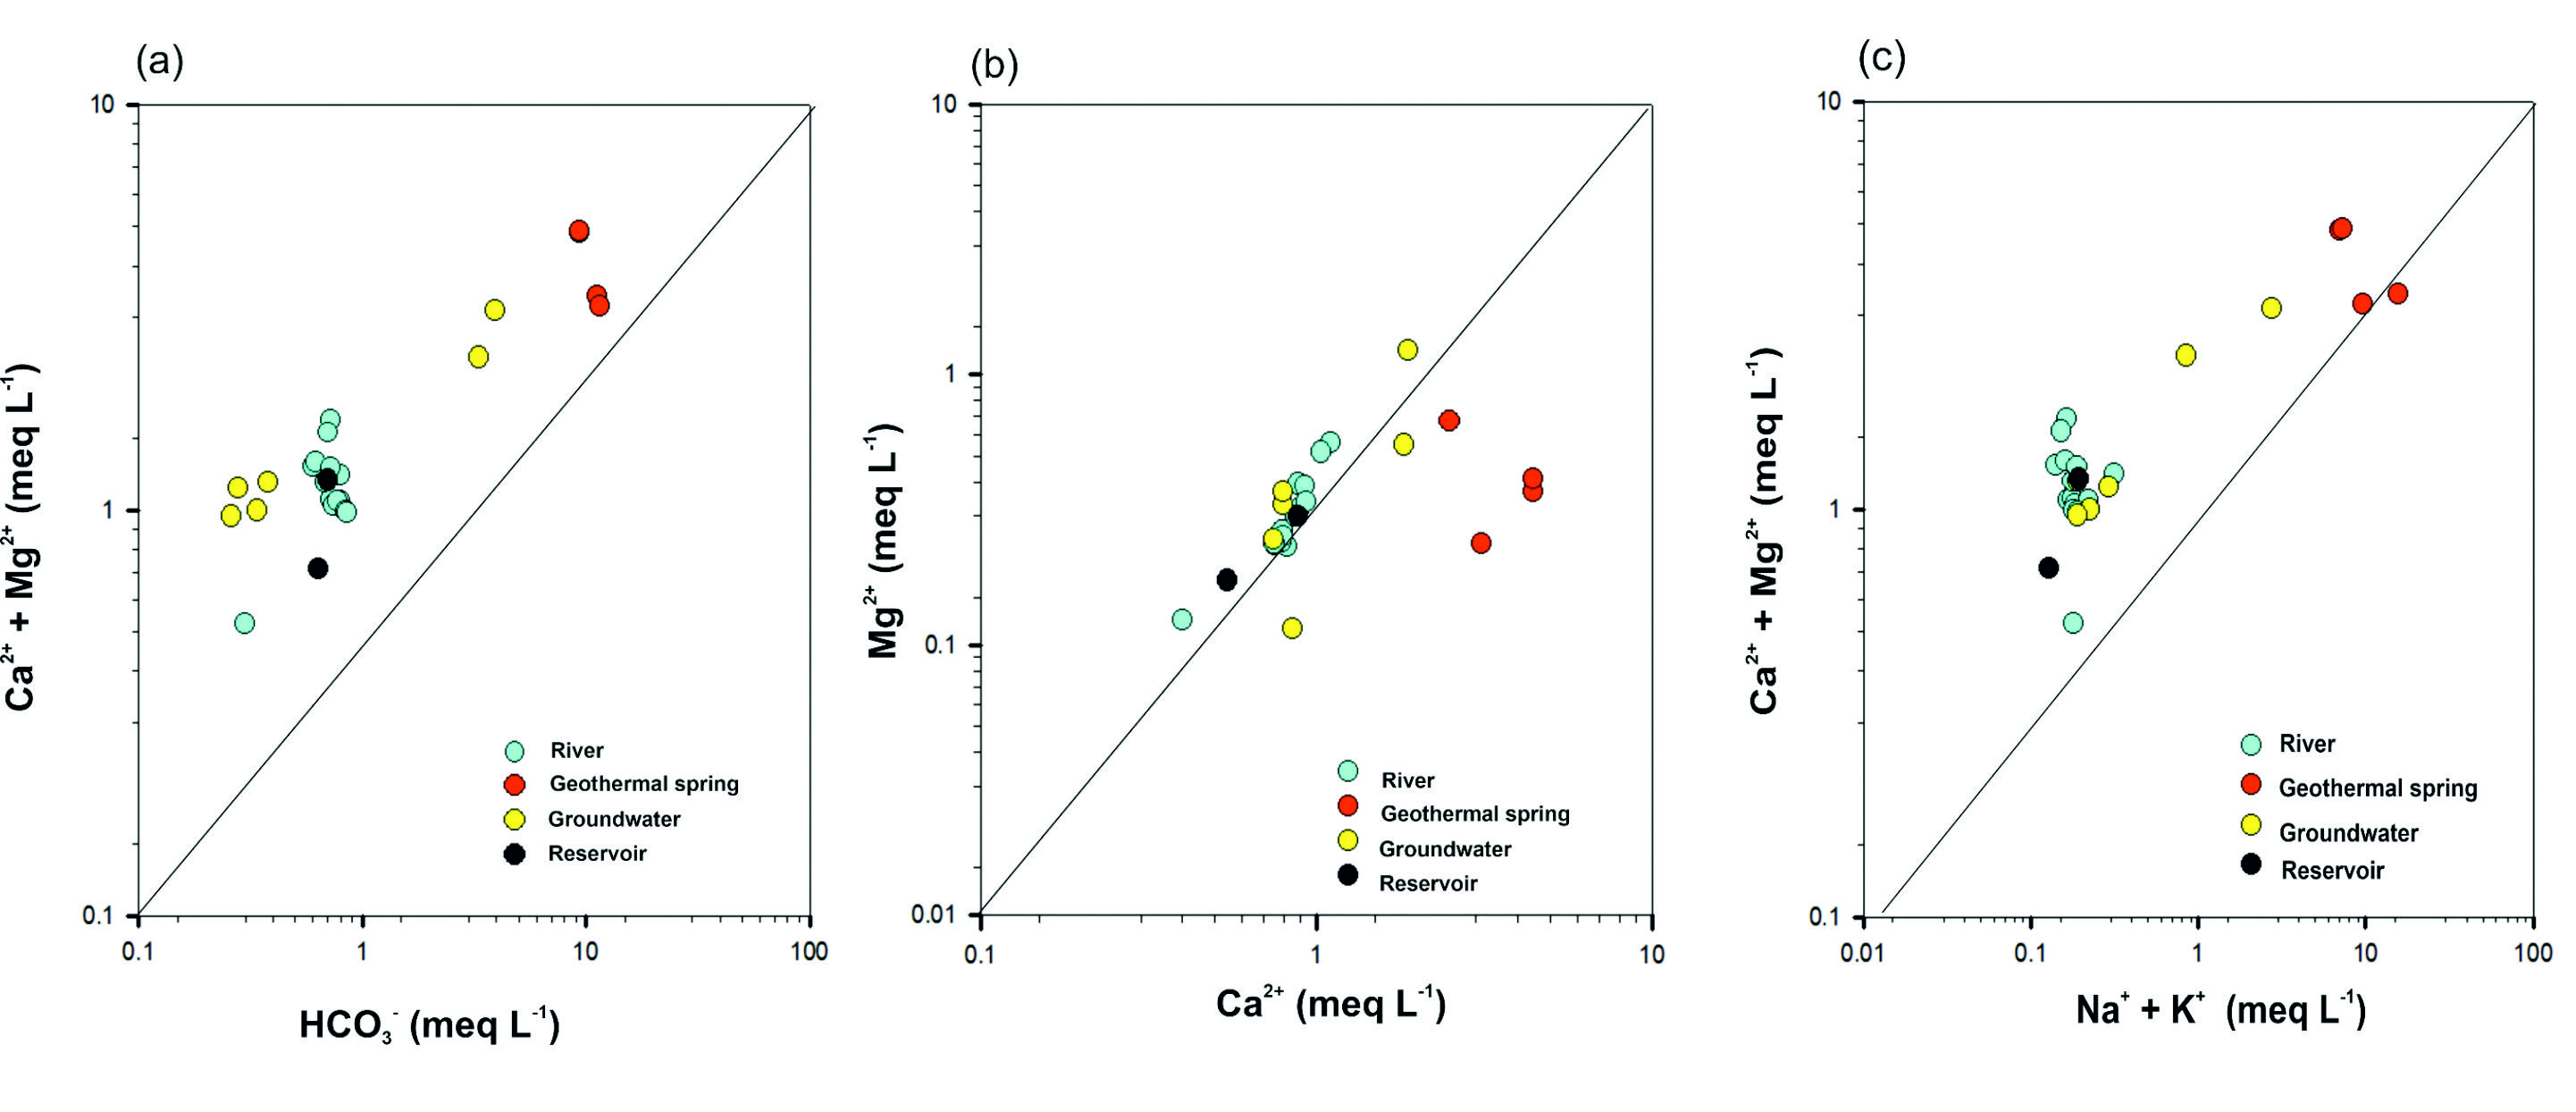 (a)
10
1
0.1
0.1 1 10 100
Ca²⁺ + Mg²⁺ (meq L⁻¹)
HCO₃⁻ (meq L⁻¹)
River
Geothermal spring
Groundwater
Reservoir
(b)
10
1
0.1
0.01
0.1 1 10
Mg²⁺ (meq L⁻¹)
Ca²⁺ (meq L⁻¹)
River
Geothermal spring
Groundwater
Reservoir
(c)
10
1
0.1
0.01 0.1 1 10 100
Ca²⁺ + Mg²⁺ (meq L⁻¹)
Na⁺ + K⁺ (meq L⁻¹)
River
Geothermal spring
Groundwater
Reservoir